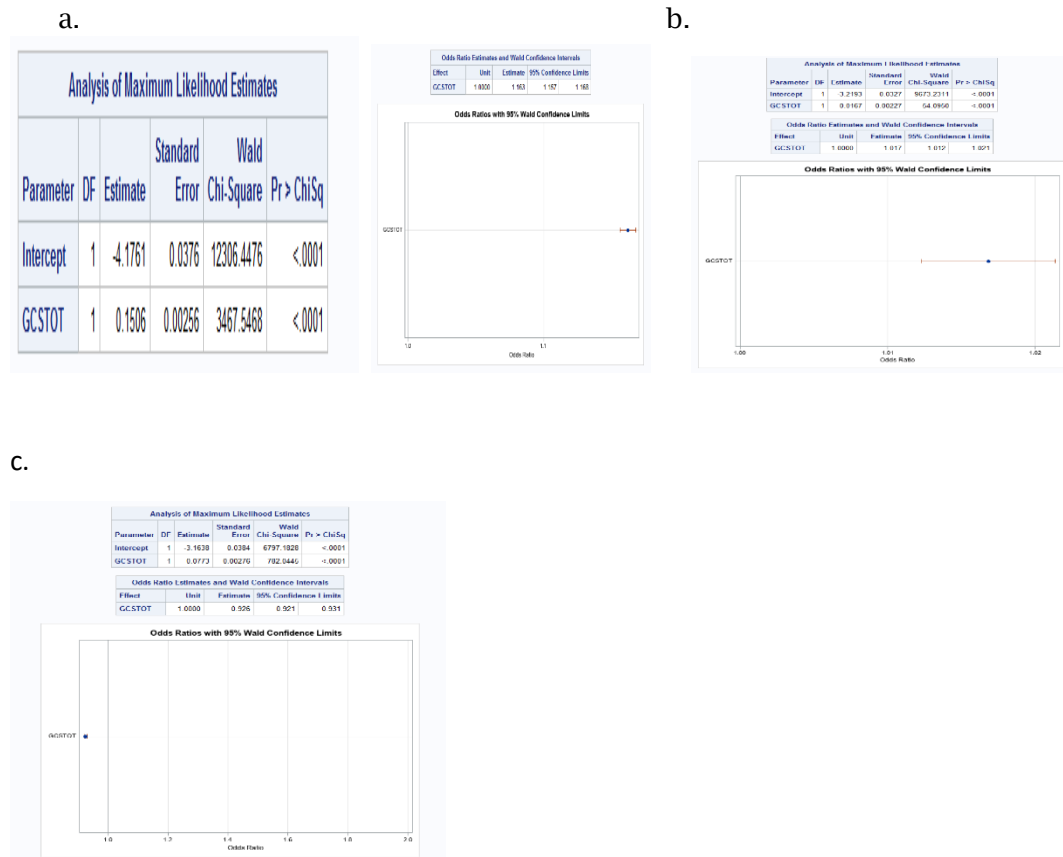 a.
b.
Analysis of Maximum Likelihood Estimates
Parameter DF Estimate Standard Error Wald Chi-Square Pr > ChiSq
Intercept 1 -4.1761 0.0376 12306.4476 <.0001
GCSTOT 1 0.1506 0.00256 3467.5468 <.0001
Odds Ratio Estimates and Wald Confidence Intervals
Effect Unit Estimate 95% Confidence Limits
GCSTOT 1.0000 1.163 1.157 1.168
Odds Ratios with 95% Wald Confidence Limits
GCSTOT
1.0 1.1
Odds Ratio
Analysis of Maximum Likelihood Estimates
Parameter DF Estimate Standard Error Wald Chi-Square Pr > ChiSq
Intercept 1 -3.2193 0.0327 9673.2311 <.0001
GCSTOT 1 0.0167 0.00227 54.0950 <.0001
Odds Ratio Estimates and Wald Confidence Intervals
Effect Unit Estimate 95% Confidence Limits
GCSTOT 1.0000 1.017 1.012 1.021
Odds Ratios with 95% Wald Confidence Limits
GCSTOT
1.00 1.01 1.02
Odds Ratio
c.
Analysis of Maximum Likelihood Estimates
Parameter DF Estimate Standard Error Wald Chi-Square Pr > ChiSq
Intercept 1 -3.1638 0.0384 6797.1828 <.0001
GCSTOT 1 0.0773 0.00276 782.0445 <.0001
Odds Ratio Estimates and Wald Confidence Intervals
Effect Unit Estimate 95% Confidence Limits
GCSTOT 1.0000 0.926 0.921 0.931
Odds Ratios with 95% Wald Confidence Limits
GCSTOT
1.0 1.2 1.4 1.6 1.8 2.0
Odds Ratio